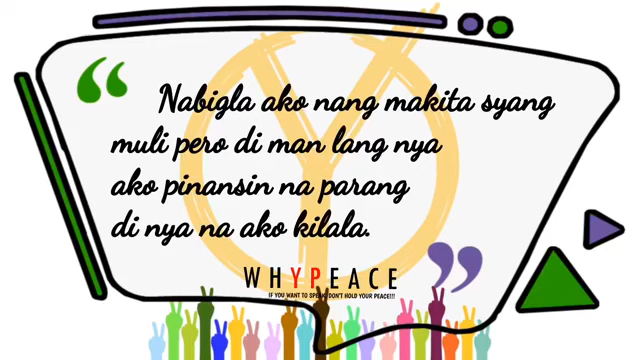 Nabigla ako nang makita syang
muli pero di man lang nya
ako pinansin na parang
di nya na ako kilala.
WHYPEACE
IF YOU WANT TO SPEAK, DON'T HOLD YOUR PEACE!!!